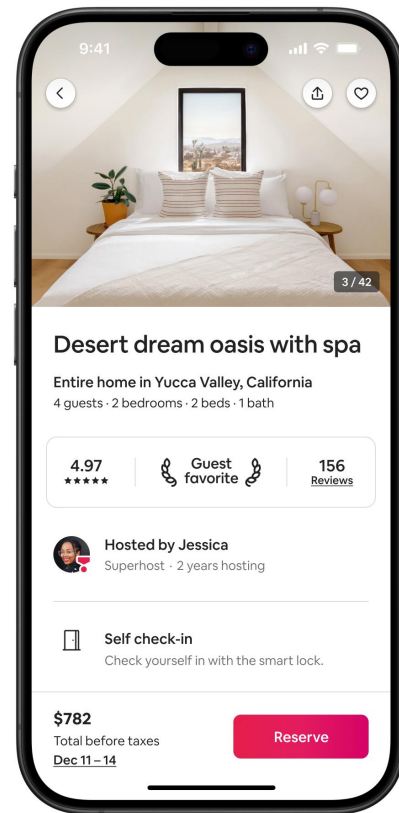 9:41
3 / 42
Desert dream oasis with spa
Entire home in Yucca Valley, California
4 guests · 2 bedrooms · 2 beds · 1 bath
4.97
Guest
favorite
156
Reviews
Hosted by Jessica
Superhost · 2 years hosting
Self check-in
Check yourself in with the smart lock.
$782
Total before taxes
Dec 11 – 14
Reserve